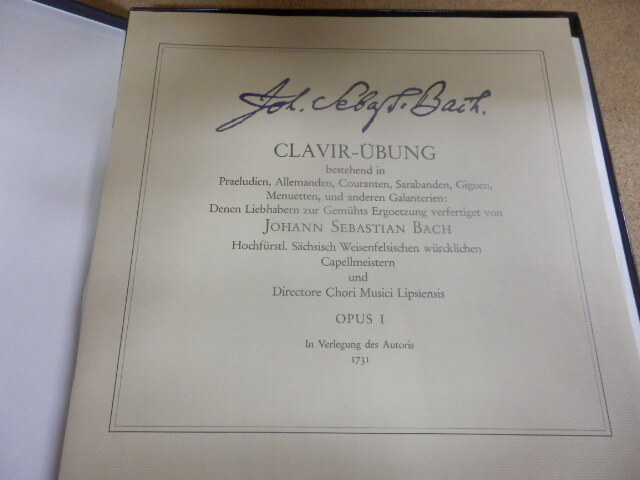 Joh. Sebast. Bach.
CLAVIR-ÜBUNG
bestehend in
Praeludien, Allemanden, Couranten, Sarabanden, Giguen,
Menuetten, und anderen Galanterien:
Denen Liebhabern zur Gemühts Ergoetzung verfertiget von
JOHANN SEBASTIAN BACH
Hochfürstl. Sächsisch Weisenfelsischen würcklichen
Capellmeistern
und
Directore Chori Musici Lipsiensis
OPUS I
In Verlegung des Autoris
1731